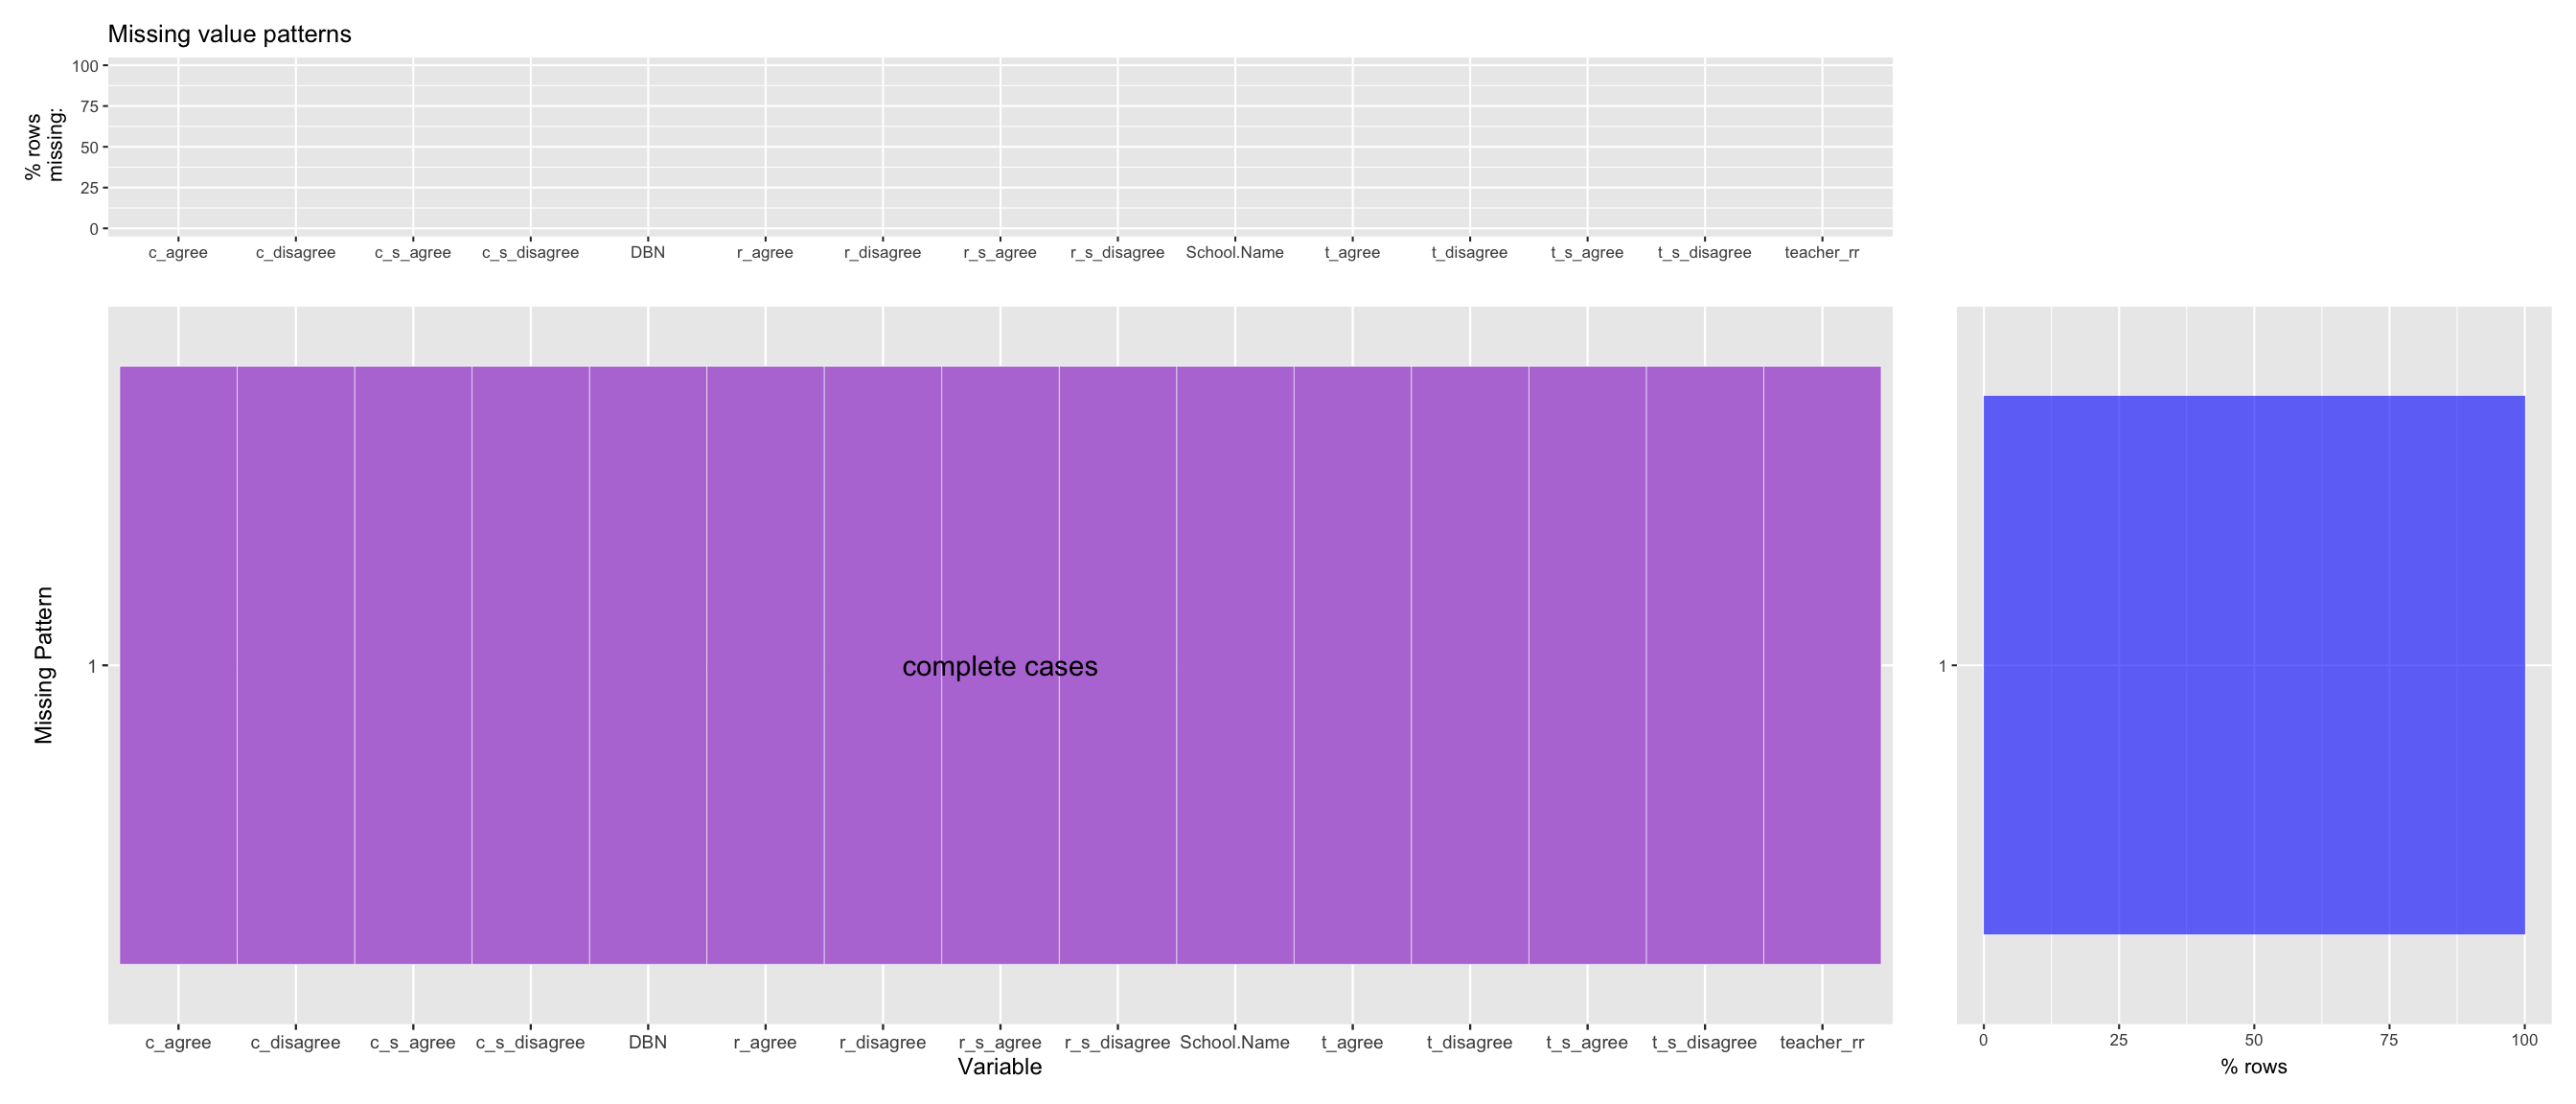 Missing value patterns
% rows
missing:
100
75
50
25
0
c_agree c_disagree c_s_agree c_s_disagree DBN r_agree r_disagree r_s_agree r_s_disagree School.Name t_agree t_disagree t_s_agree t_s_disagree teacher_rr
Missing Pattern
1
complete cases
1
c_agree c_disagree c_s_agree c_s_disagree DBN r_agree r_disagree r_s_agree r_s_disagree School.Name t_agree t_disagree t_s_agree t_s_disagree teacher_rr
Variable
0 25 50 75 100
% rows